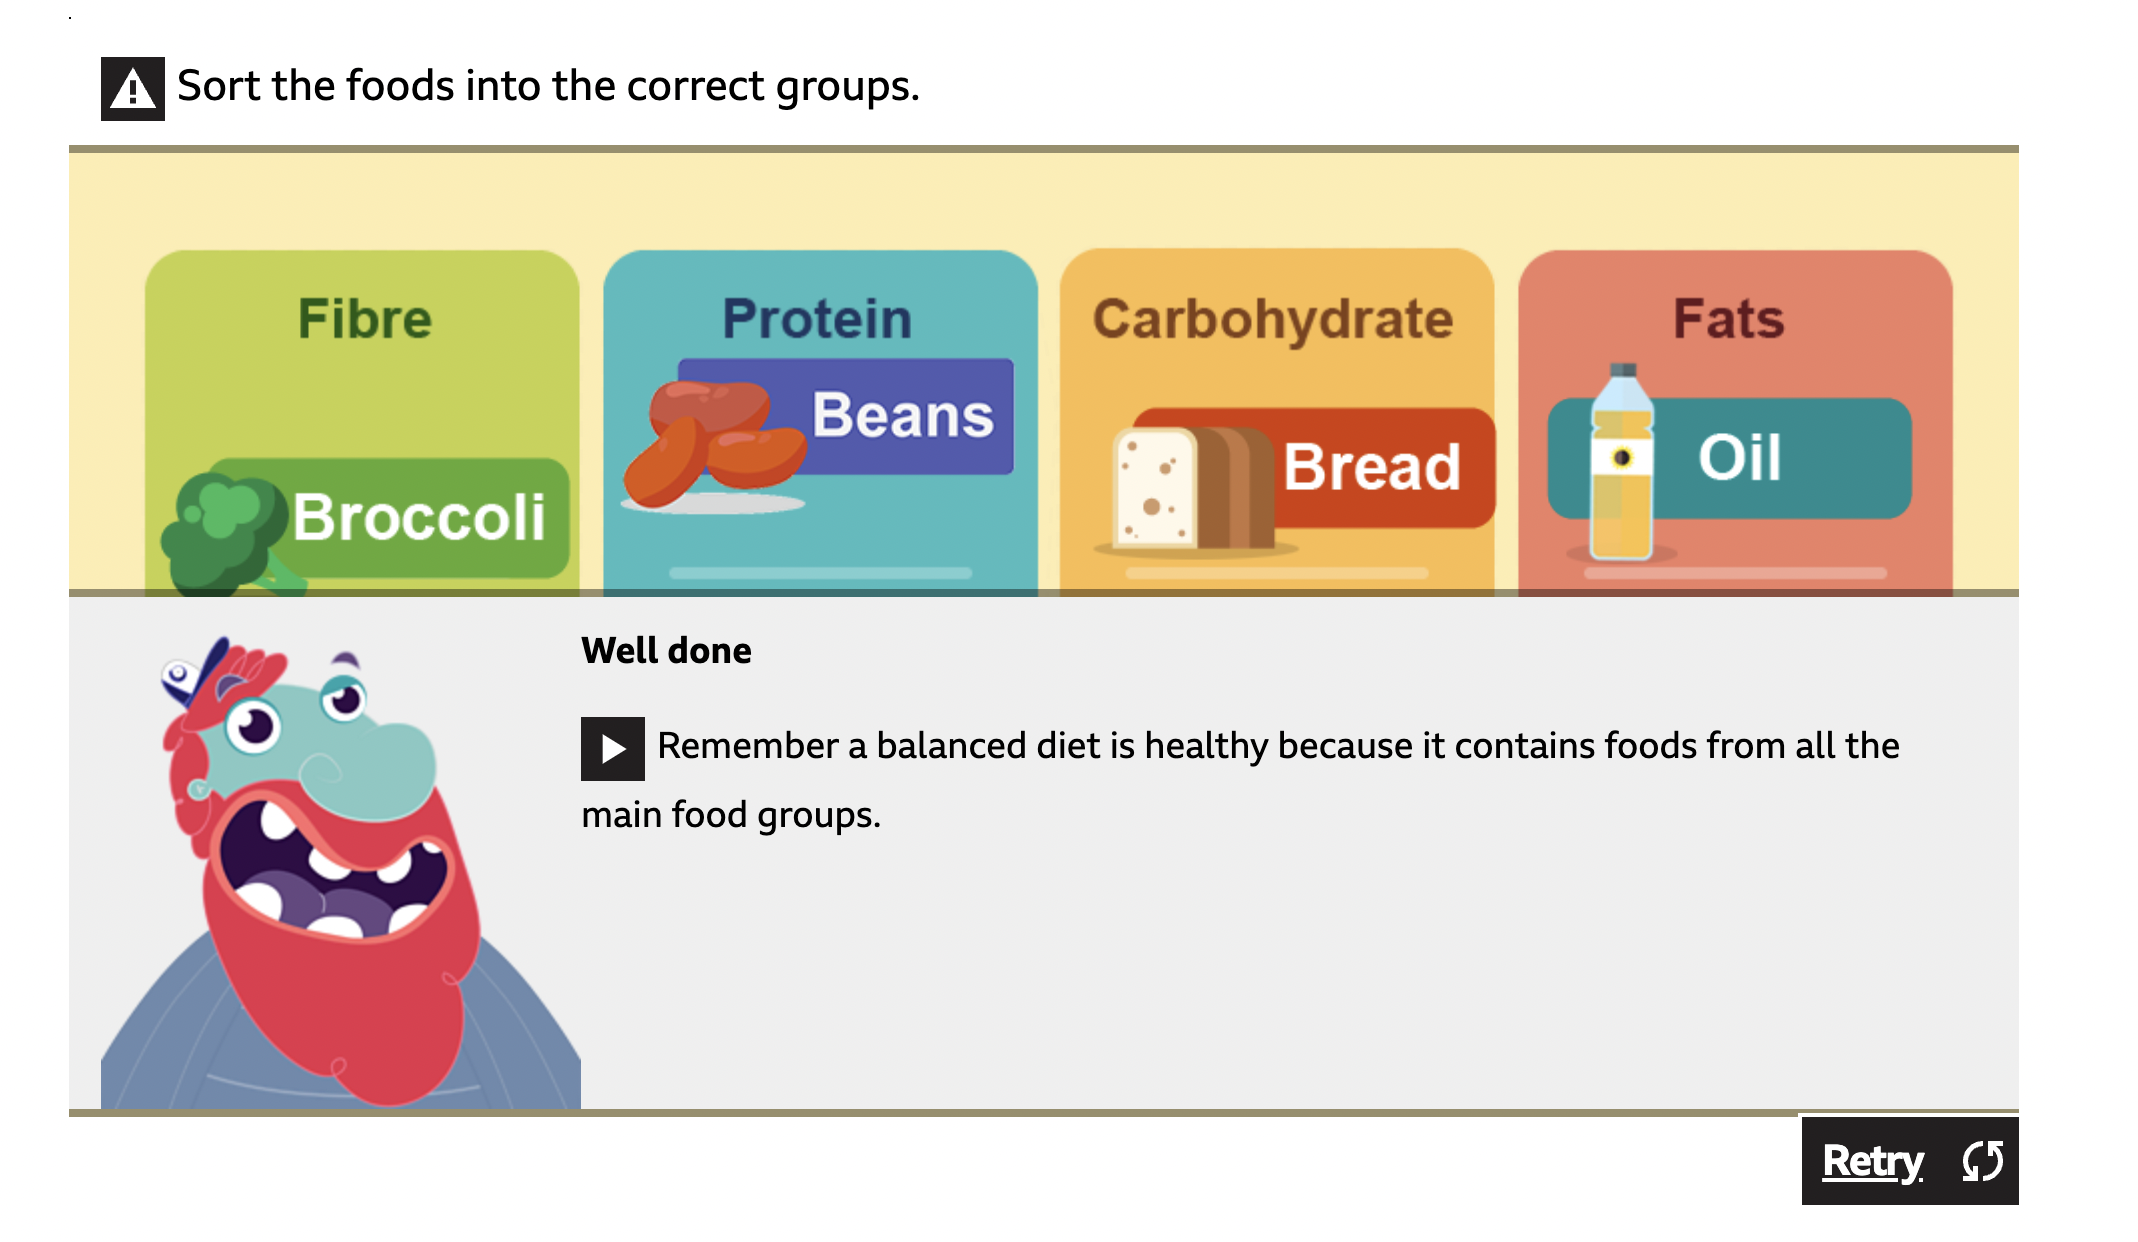 Sort the foods into the correct groups.
Fibre
Protein
Carbohydrate
Fats
Broccoli
Beans
Bread
Oil
Well done
Remember a balanced diet is healthy because it contains foods from all the
main food groups.
Retry